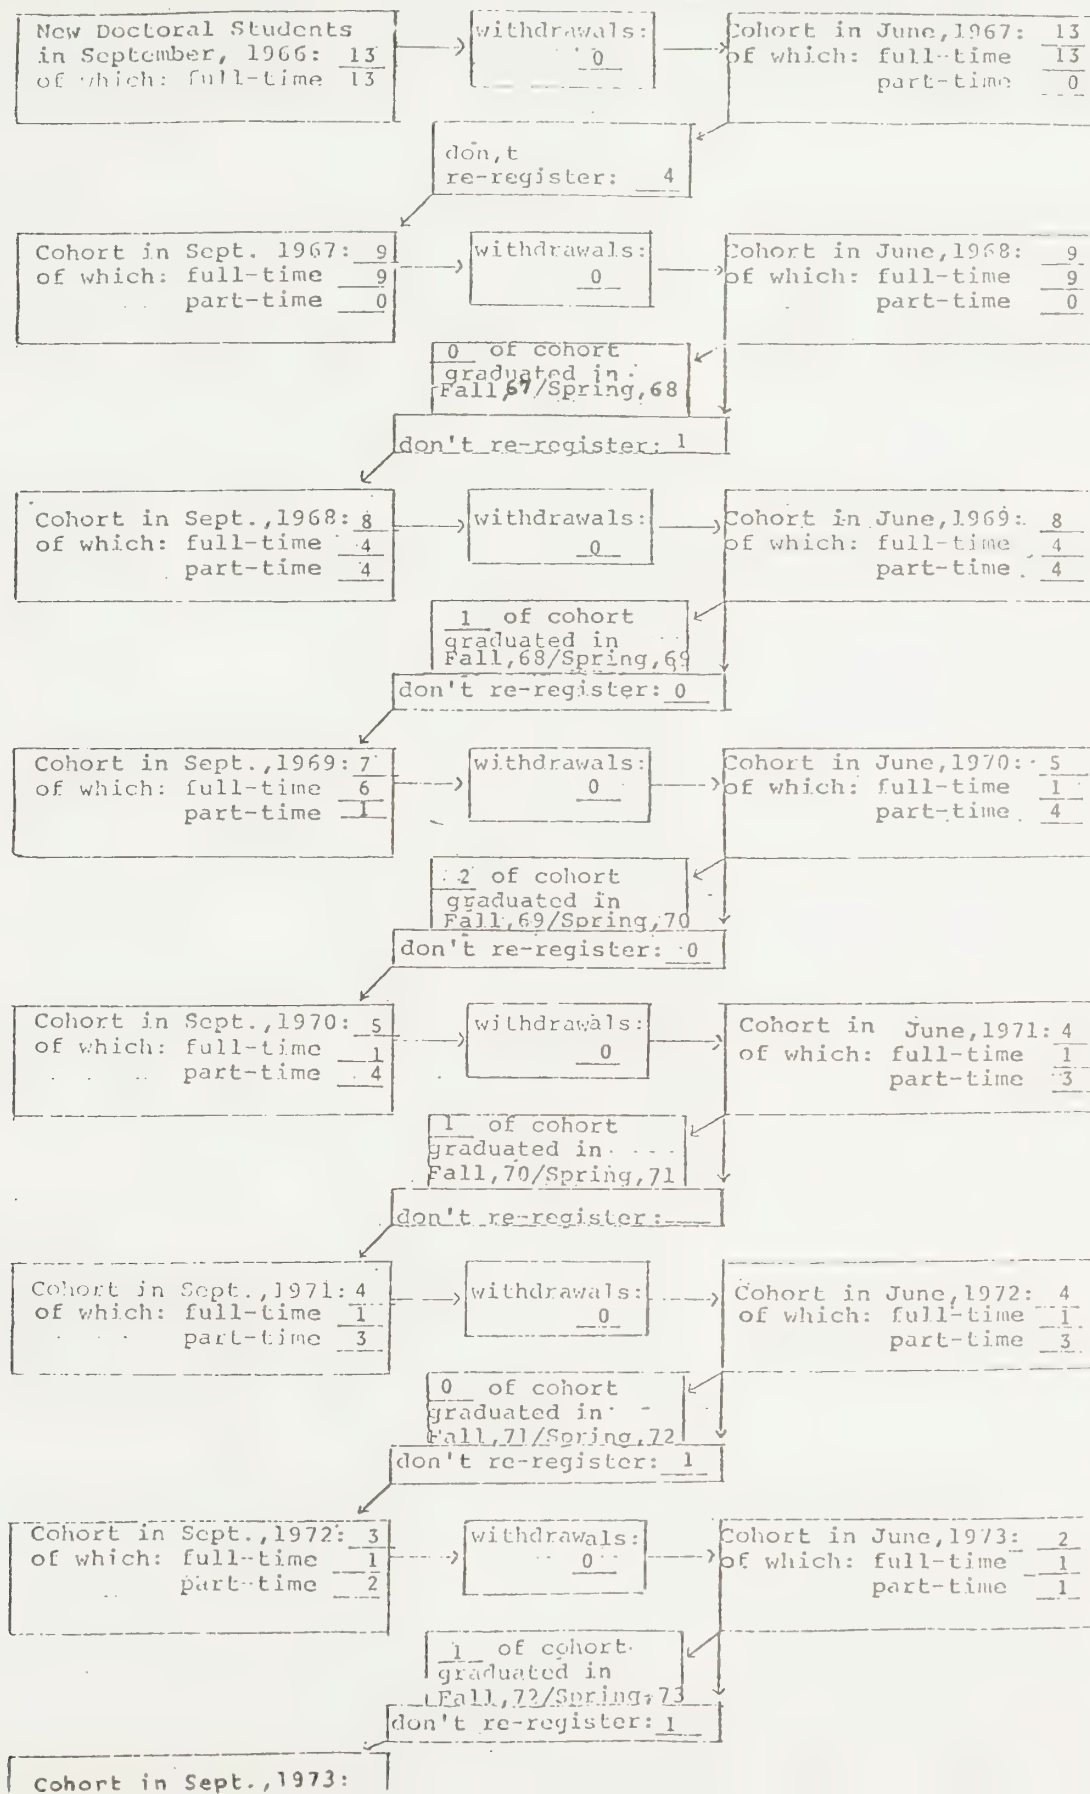 New Doctoral Students
in September, 1966: 13
of which: full-time 13
withdrawals:
0
Cohort in June,1967: 13
of which: full-time 13
part-time 0
don,t
re-register: 4
Cohort in Sept. 1967: 9
of which: full-time 9
part-time 0
withdrawals:
0
Cohort in June,1968: 9
of which: full-time 9
part-time 0
0 of cohort
graduated in
Fall,67/Spring,68
don't re-register: 1
Cohort in Sept.,1968: 8
of which: full-time 4
part-time 4
withdrawals:
0
Cohort in June,1969: 8
of which: full-time 4
part-time 4
1 of cohort
graduated in
Fall,68/Spring,69
don't re-register: 0
Cohort in Sept.,1969: 7
of which: full-time 6
part-time 1
withdrawals:
0
Cohort in June,1970: 5
of which: full-time 1
part-time 4
2 of cohort
graduated in
Fall,69/Spring,70
don't re-register: 0
Cohort in Sept.,1970: 5
of which: full-time 1
part-time 4
withdrawals:
0
Cohort in June,1971: 4
of which: full-time 1
part-time 3
1 of cohort
graduated in
Fall,70/Spring,71
don't re-register:
Cohort in Sept.,1971: 4
of which: full-time 1
part-time 3
withdrawals:
0
Cohort in June,1972: 4
of which: full-time 1
part-time 3
0 of cohort
graduated in
Fall,71/Spring,72
don't re-register: 1
Cohort in Sept.,1972: 3
of which: full-time 1
part-time 2
withdrawals:
0
Cohort in June,1973: 2
of which: full-time 1
part-time 1
1 of cohort
graduated in
Fall,72/Spring,73
don't re-register: 1
Cohort in Sept.,1973: